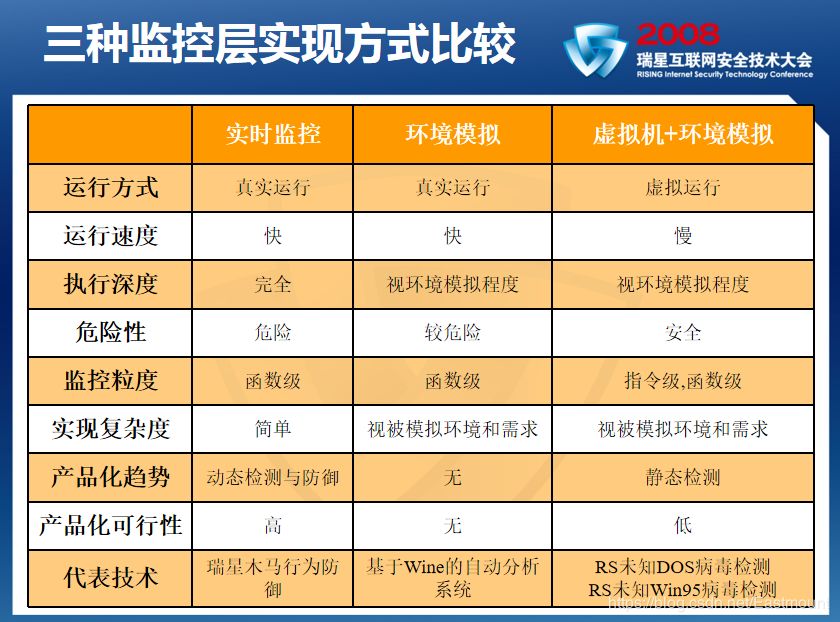 三种监控层实现方式比较
2008
瑞星互联网安全技术大会
RISING Internet Security Technology Conference
实时监控 环境模拟 虚拟机+环境模拟
运行方式 真实运行 真实运行 虚拟运行
运行速度 快 快 慢
执行深度 完全 视环境模拟程度 视环境模拟程度
危险性 危险 较危险 安全
监控粒度 函数级 函数级 指令级,函数级
实现复杂度 简单 视被模拟环境和需求 视被模拟环境和需求
产品化趋势 动态检测与防御 无 静态检测
产品化可行性 高 无 低
代表技术 瑞星木马行为防御 基于Wine的自动分析系统 RS未知DOS病毒检测
RS未知Win95病毒检测
https://blog.csdn.net/Eastmount